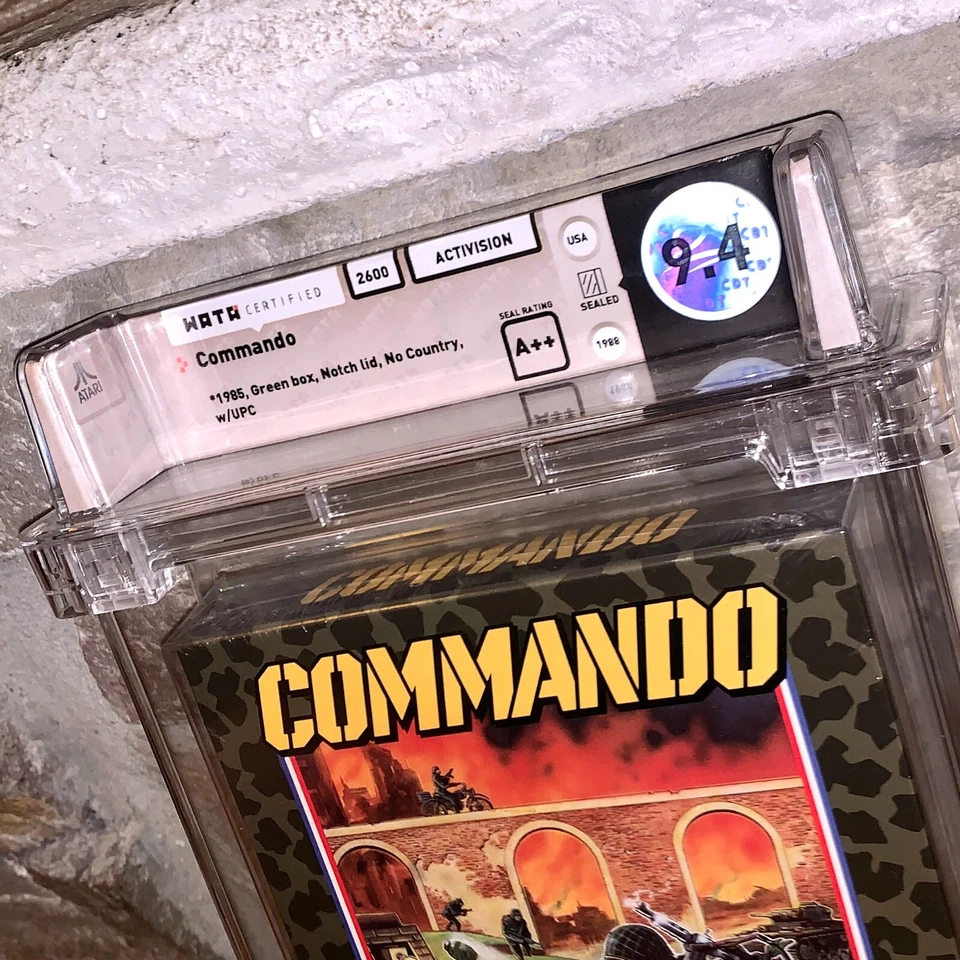 WATA CERTIFIED
2600
ACTIVISION
USA
9.4
ATARI
Commando
*1985, Green box, Notch lid, No Country,
w/UPC
SEAL RATING
A++
SEALED
1988
COMMANDO
COMMANDO